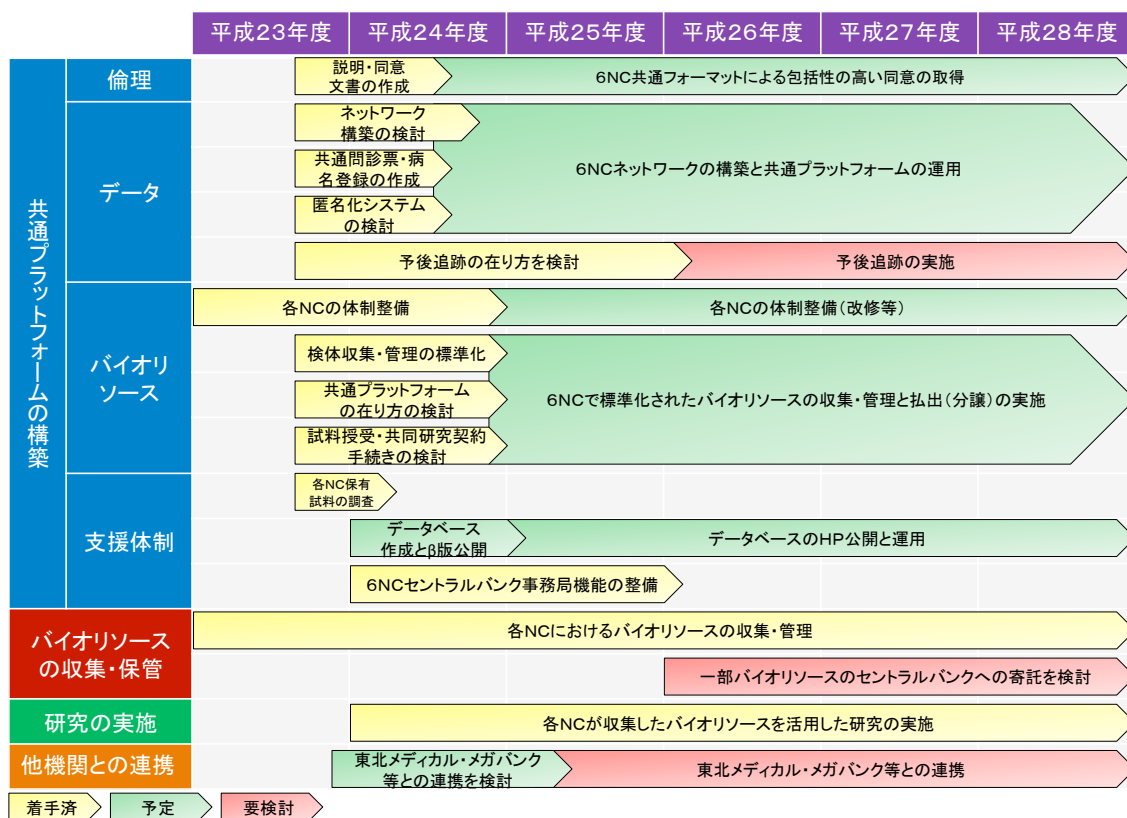 平成23年度
平成24年度
平成25年度
平成26年度
平成27年度
平成28年度
共通プラットフォームの構築
倫理
説明・同意
文書の作成
6NC共通フォーマットによる包括性の高い同意の取得
データ
ネットワーク
構築の検討
共通問診票・病
名登録の作成
匿名化システム
の検討
6NCネットワークの構築と共通プラットフォームの運用
予後追跡の在り方を検討
予後追跡の実施
バイオリ
ソース
各NCの体制整備
各NCの体制整備(改修等)
検体収集・管理の標準化
共通プラットフォーム
の在り方の検討
試料授受・共同研究契約
手続きの検討
6NCで標準化されたバイオリソースの収集・管理と払出(分譲)の実施
支援体制
各NC保有
試料の調査
データベース
作成とβ版公開
データベースのHP公開と運用
6NCセントラルバンク事務局機能の整備
バイオリソース
の収集・保管
各NCにおけるバイオリソースの収集・管理
一部バイオリソースのセントラルバンクへの寄託を検討
研究の実施
各NCが収集したバイオリソースを活用した研究の実施
他機関との連携
東北メディカル・メガバンク
等との連携を検討
東北メディカル・メガバンク等との連携
着手済
予定
要検討